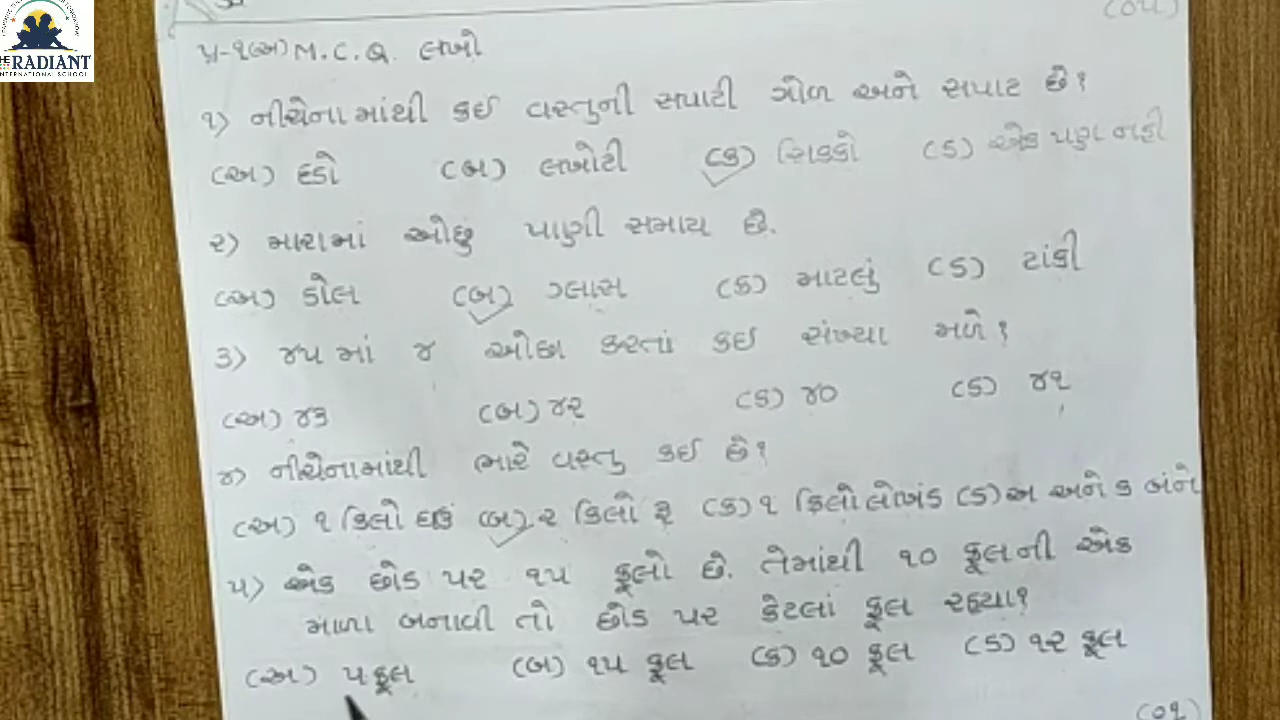 THE RADIANT
INTERNATIONAL SCHOOL
(૦૫)
પ્ર-૧(અ) M.C.Q. લખો
૧) નીચેનામાંથી કઈ વસ્તુની સપાટી ગોળ અને સપાટ છે?
(અ) દડો (બ) લખોટી (ક) સિક્કો (ડ) એક પણ નહી
૨) મારામાં ઓછું પાણી સમાય છે.
(અ) ડોલ (બ) ગ્લાસ (ક) માટલું (ડ) ટાંકી
૩) ૪૫ માં ૪ ઓછા કરતાં કઈ સંખ્યા મળે?
(અ) ૪૩ (બ) ૪૨ (ક) ૪૦ (ડ) ૪૧
૪) નીચેનામાંથી ભારે વસ્તુ કઈ છે?
(અ) ૧ કિલો ઘઉં (બ) ૨ કિલો રૂ (ક) ૧ કિલો લોખંડ (ડ) અ અને ક બંને
૫) એક છોડ પર ૧૫ ફૂલો છે. તેમાંથી ૧૦ ફૂલની એક
માળા બનાવી તો છોડ પર કેટલાં ફૂલ રહ્યા?
(અ) ૫ ફૂલ (બ) ૧૫ ફૂલ (ક) ૧૦ ફૂલ (ડ) ૧૨ ફૂલ
(૦૧)